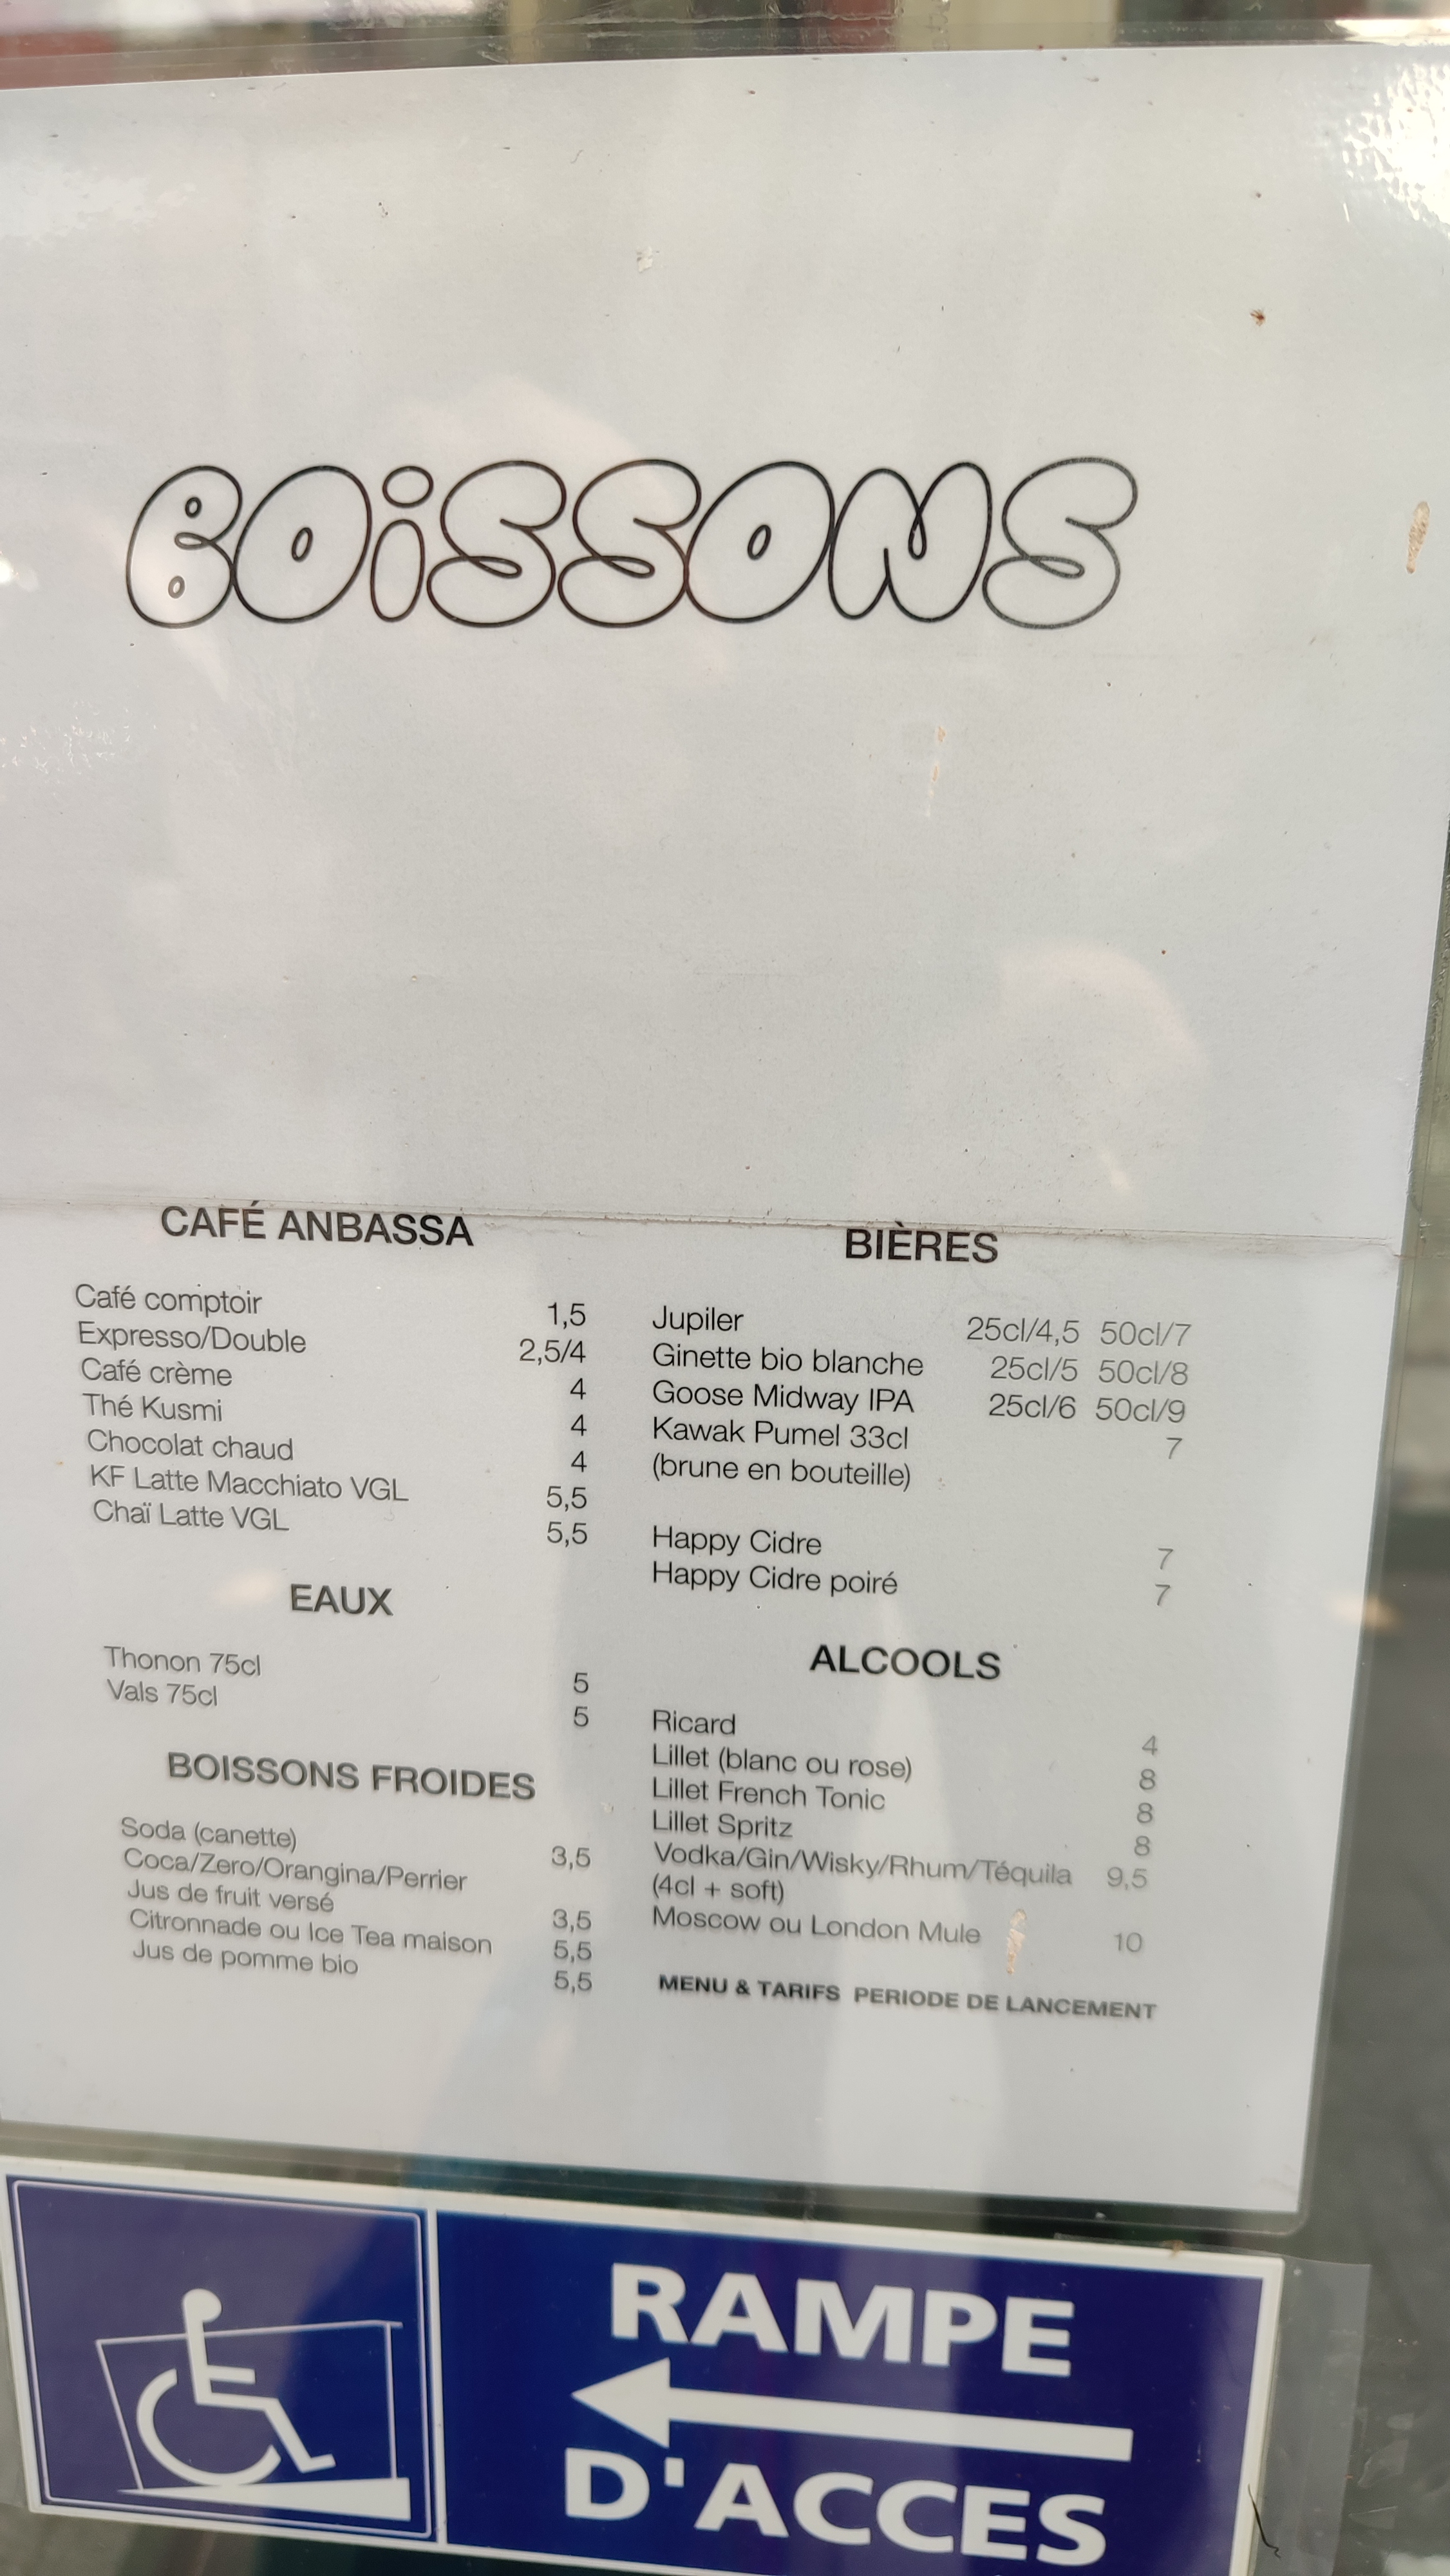 BOiSSONS
CAFÉ ANBASSA
Café comptoir 1,5
Expresso/Double 2,5/4
Café crème 4
Thé Kusmi 4
Chocolat chaud 4
KF Latte Macchiato VGL 5,5
Chaï Latte VGL 5,5
EAUX
Thonon 75cl 5
Vals 75cl 5
BOISSONS FROIDES
Soda (canette) 3,5
Coca/Zero/Orangina/Perrier
Jus de fruit versé 3,5
Citronnade ou Ice Tea maison 5,5
Jus de pomme bio 5,5
BIÈRES
Jupiler 25cl/4,5 50cl/7
Ginette bio blanche 25cl/5 50cl/8
Goose Midway IPA 25cl/6 50cl/9
Kawak Pumel 33cl 7
(brune en bouteille)
Happy Cidre 7
Happy Cidre poiré 7
ALCOOLS
Ricard 4
Lillet (blanc ou rose) 8
Lillet French Tonic 8
Lillet Spritz 8
Vodka/Gin/Wisky/Rhum/Téquila 9,5
(4cl + soft)
Moscow ou London Mule 10
MENU & TARIFS PERIODE DE LANCEMENT
RAMPE
D'ACCES